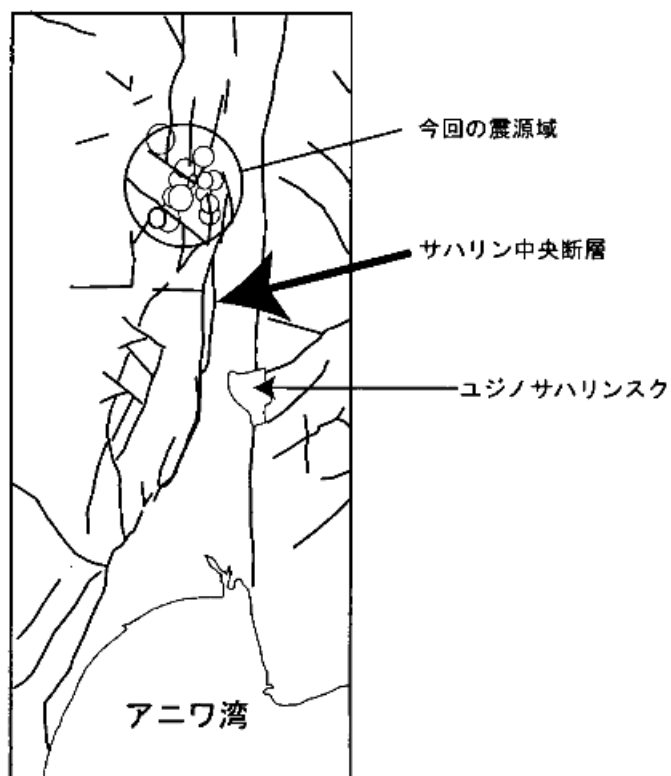 今回の震源域
サハリン中央断層
ユジノサハリンスク
アニワ湾